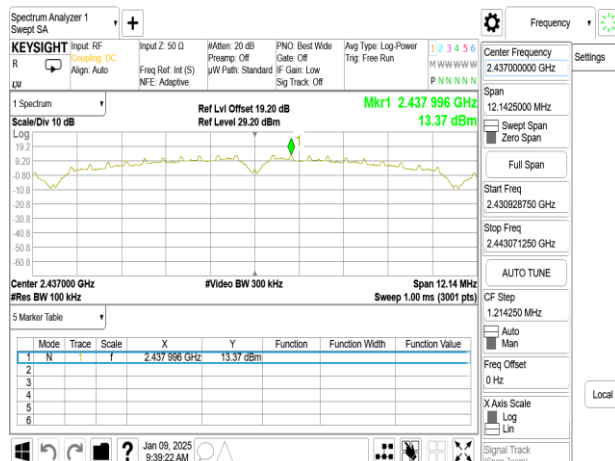 Spectrum Analyzer 1
Swept SA
Frequency
KEYSIGHT
Input: RF
Coupling: DC
Align: Auto
Input Z: 50 Ω
Freq Ref: Int (S)
NFE: Adaptive
#Atten: 20 dB
Preamp: Off
µW Path: Standard
PNO: Best Wide
Gate: Off
IF Gain: Low
Sig Track: Off
Avg Type: Log-Power
Trig: Free Run
1 2 3 4 5 6
M W W W W W
P N N N N N
R
LXI
Center Frequency
2.437000000 GHz
Settings
1 Spectrum
Scale/Div 10 dB
Ref Lvl Offset 19.20 dB
Ref Level 29.20 dBm
Mkr1 2.437 996 GHz
13.37 dBm
Span
12.1425000 MHz
Swept Span
Zero Span
Log
19.2
9.20
-0.80
-10.8
-20.8
-30.8
-40.8
-50.8
-60.8
1
Full Span
Start Freq
2.430928750 GHz
Stop Freq
2.443071250 GHz
AUTO TUNE
Center 2.437000 GHz
#Res BW 100 kHz
#Video BW 300 kHz
Span 12.14 MHz
Sweep 1.00 ms (3001 pts)
CF Step
1.214250 MHz
Auto
Man
5 Marker Table
Mode Trace Scale X Y Function Function Width Function Value
1 N 1 f 2.437 996 GHz 13.37 dBm
2
3
4
5
6
Freq Offset
0 Hz
X Axis Scale
Log
Lin
Local
Signal Track
(Span Zoom)
?
Jan 09, 2025
9:39:22 AM